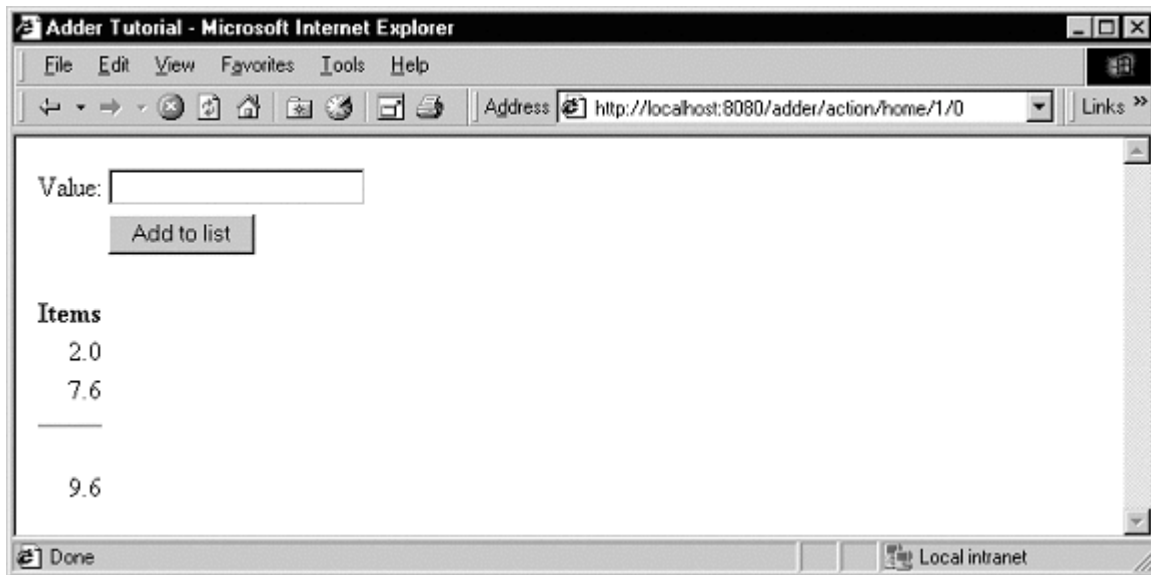 Adder Tutorial - Microsoft Internet Explorer
File Edit View Favorites Tools Help
Address http://localhost:8080/adder/action/home/1/0 Links »
Value:
Add to list
Items
2.0
7.6
9.6
Done Local intranet